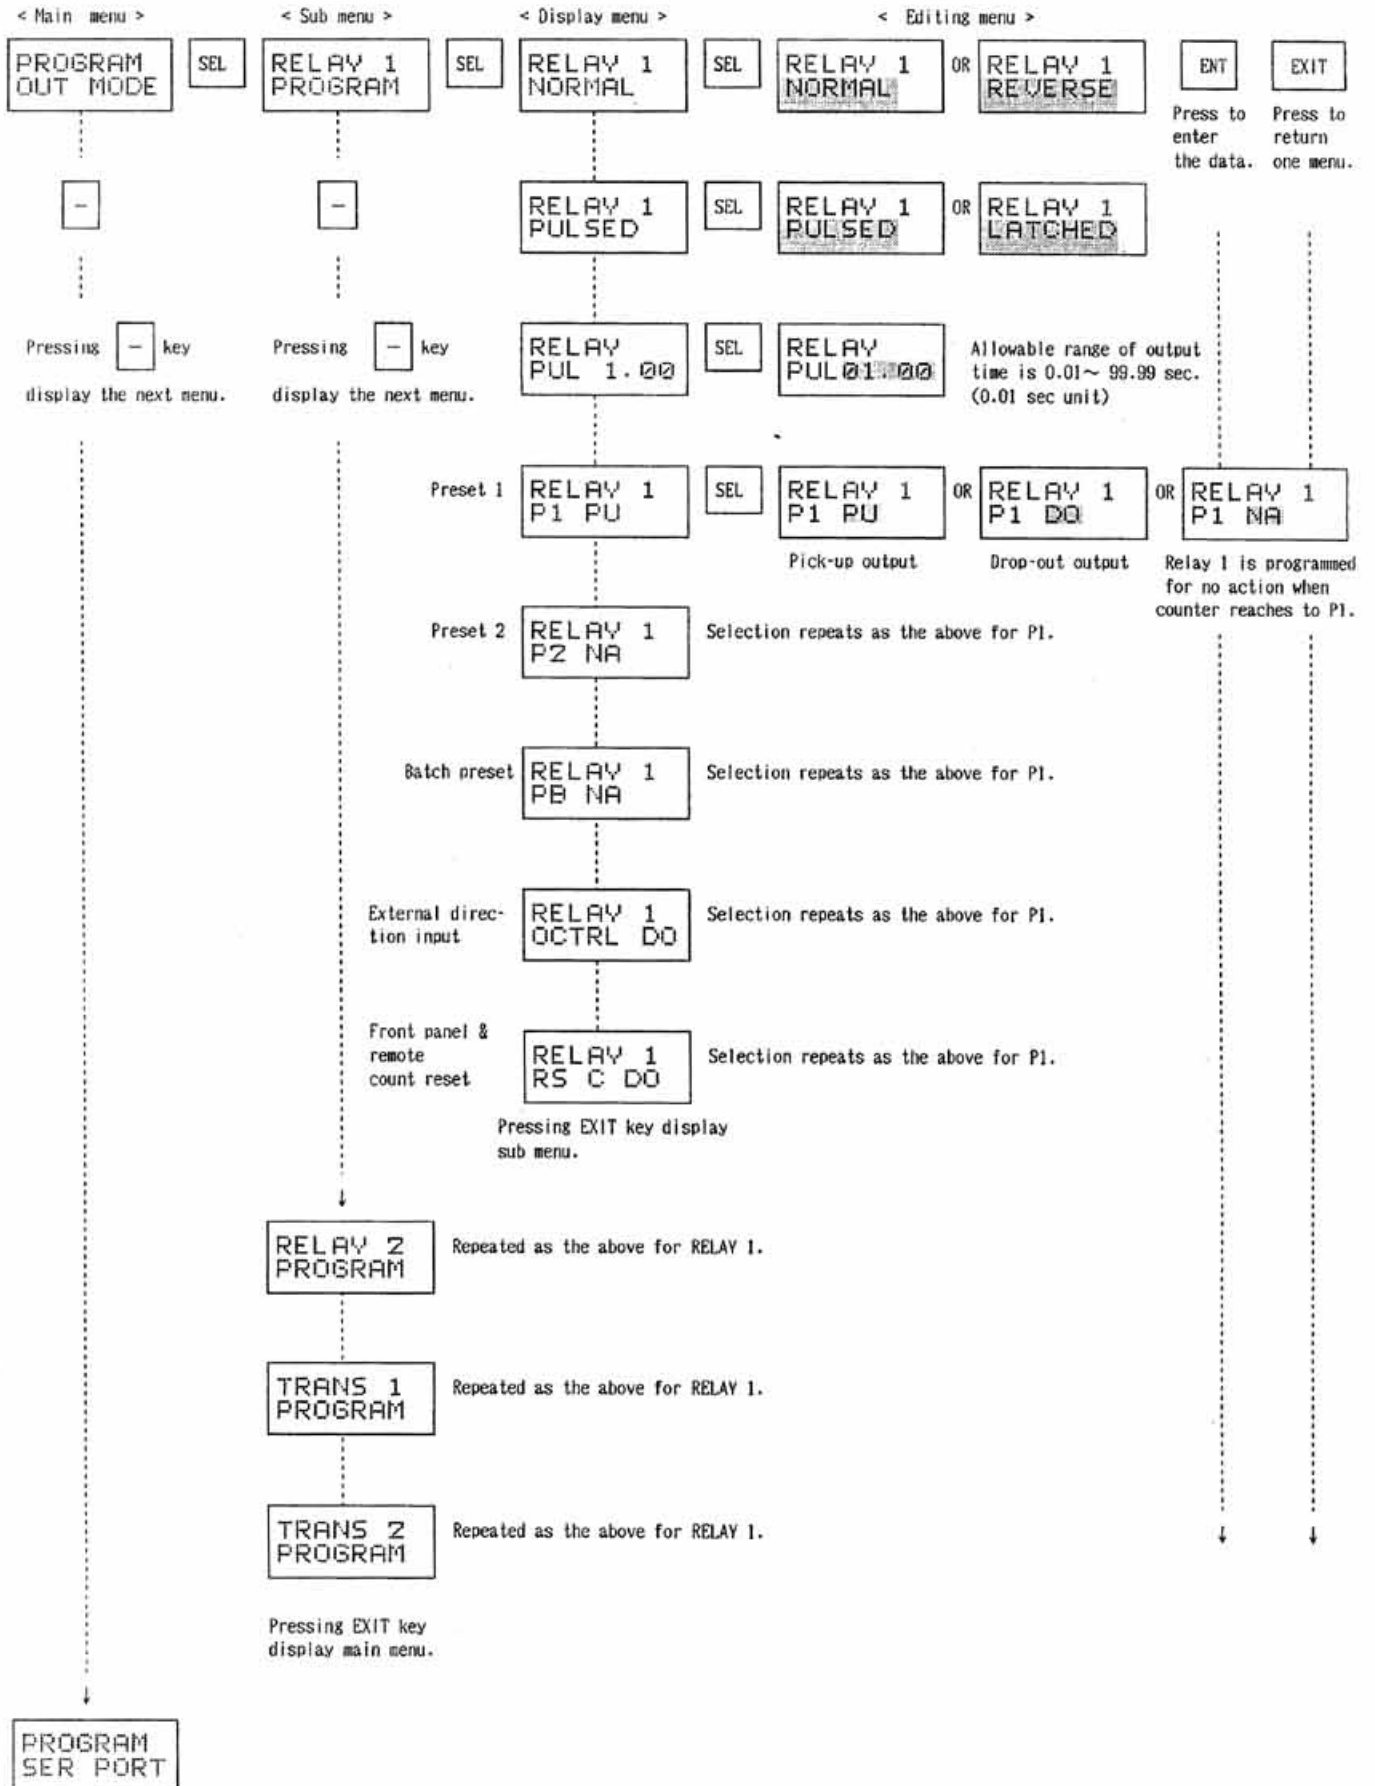 < Main menu >
< Sub menu >
< Display menu >
< Editing menu >
PROGRAM
OUT MODE
SEL
RELAY 1
PROGRAM
SEL
RELAY 1
NORMAL
SEL
RELAY 1
NORMAL
OR
RELAY 1
REVERSE
ENT
EXIT
Press to
enter
the data.
Press to
return
one menu.
−
−
RELAY 1
PULSED
SEL
RELAY 1
PULSED
OR
RELAY 1
LATCHED
Pressing − key
display the next menu.
Pressing − key
display the next menu.
RELAY
PUL 1.00
SEL
RELAY
PUL01.00
Allowable range of output
time is 0.01~ 99.99 sec.
(0.01 sec unit)
Preset 1
RELAY 1
P1 PU
SEL
RELAY 1
P1 PU
Pick-up output
OR
RELAY 1
P1 DO
Drop-out output
OR
RELAY 1
P1 NA
Relay 1 is programmed
for no action when
counter reaches to P1.
Preset 2
RELAY 1
P2 NA
Selection repeats as the above for P1.
Batch preset
RELAY 1
PB NA
Selection repeats as the above for P1.
External direc-
tion input
RELAY 1
OCTRL DO
Selection repeats as the above for P1.
Front panel &
remote
count reset
RELAY 1
RS C DO
Selection repeats as the above for P1.
Pressing EXIT key display
sub menu.
RELAY 2
PROGRAM
Repeated as the above for RELAY 1.
TRANS 1
PROGRAM
Repeated as the above for RELAY 1.
TRANS 2
PROGRAM
Repeated as the above for RELAY 1.
Pressing EXIT key
display main menu.
PROGRAM
SER PORT